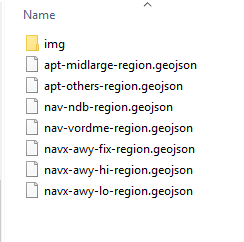 Name
img
apt-midlarge-region.geojson
apt-others-region.geojson
nav-ndb-region.geojson
nav-vordme-region.geojson
navx-awy-fix-region.geojson
navx-awy-hi-region.geojson
navx-awy-lo-region.geojson